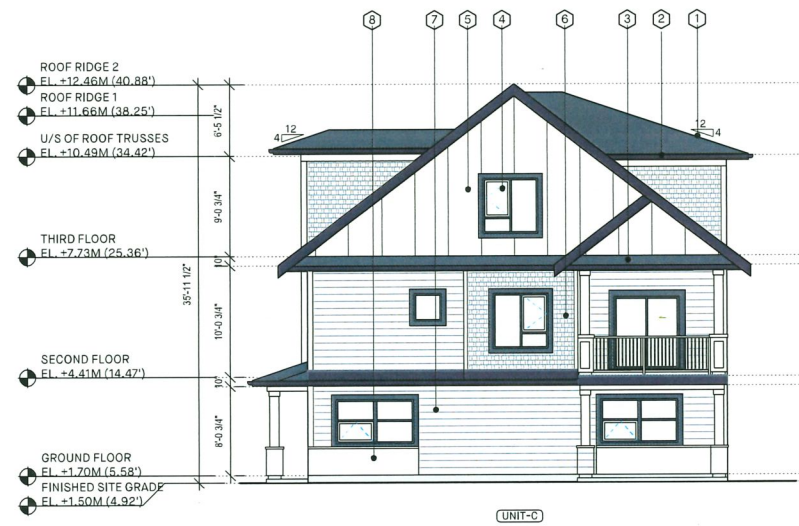 8 7 5 4 6 3 2 1
ROOF RIDGE 2
EL. +12.46M (40.88')
ROOF RIDGE 1
EL. +11.66M (38.25')
U/S OF ROOF TRUSSES
EL. +10.49M (34.42')
THIRD FLOOR
EL. +7.73M (25.36')
SECOND FLOOR
EL. +4.41M (14.47')
GROUND FLOOR
EL. +1.70M (5.58')
FINISHED SITE GRADE
EL. +1.50M (4.92')
35'-11 1/2"
6'-5 1/2"
9'-0 3/4"
10"
10'-0 3/4"
10"
8'-0 3/4"
12
4
12
4
UNIT-C